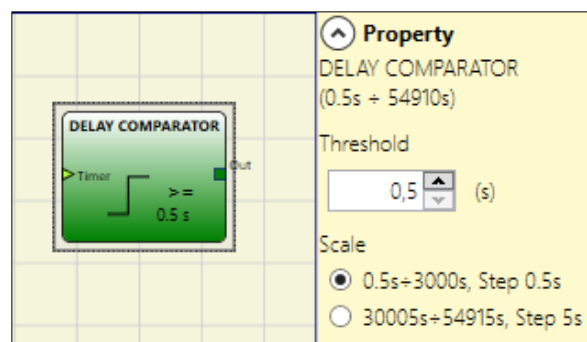 DELAY COMPARATOR
Timer
Out
>=
0.5 s
Property
DELAY COMPARATOR
(0.5s ÷ 54910s)
Threshold
0,5 (s)
Scale
0.5s÷3000s, Step 0.5s
30005s÷54915s, Step 5s